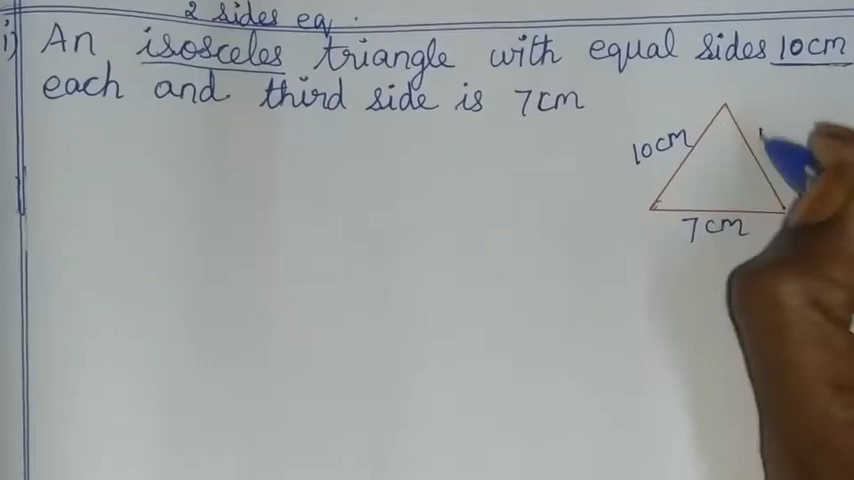 2 sides eq.
i) An isosceles triangle with equal sides 10cm
each and third side is 7cm
10cm
7cm